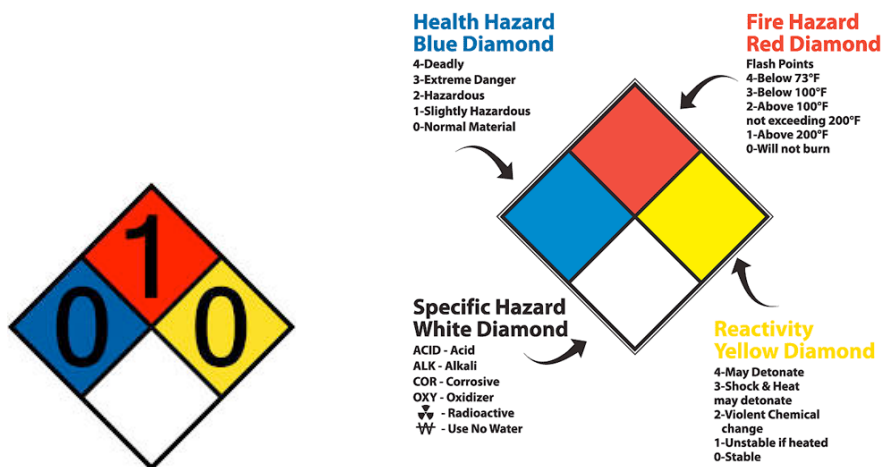 1
0 0
Health Hazard
Blue Diamond
4-Deadly
3-Extreme Danger
2-Hazardous
1-Slightly Hazardous
0-Normal Material
Fire Hazard
Red Diamond
Flash Points
4-Below 73°F
3-Below 100°F
2-Above 100°F
not exceeding 200°F
1-Above 200°F
0-Will not burn
Specific Hazard
White Diamond
ACID - Acid
ALK - Alkali
COR - Corrosive
OXY - Oxidizer
- Radioactive
W - Use No Water
Reactivity
Yellow Diamond
4-May Detonate
3-Shock & Heat
may detonate
2-Violent Chemical
change
1-Unstable if heated
0-Stable